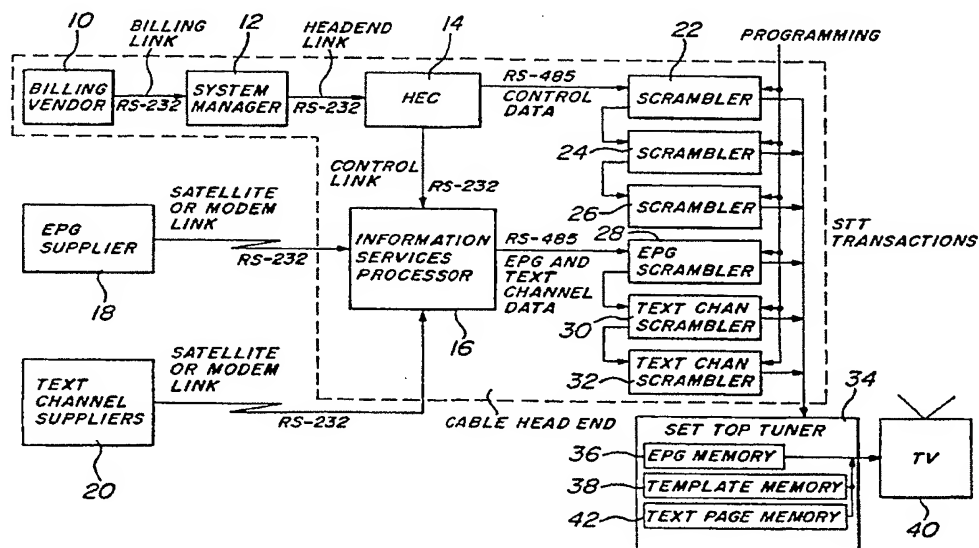 10
BILLING
LINK
12
HEADEND
LINK
14
22
PROGRAMMING
BILLING
VENDOR
RS-232
SYSTEM
MANAGER
RS-232
HEC
RS-485
CONTROL
DATA
SCRAMBLER
24
SCRAMBLER
26
SCRAMBLER
CONTROL
LINK
RS-232
STT
TRANSACTIONS
SATELLITE
OR MODEM
LINK
EPG
SUPPLIER
18
RS-232
INFORMATION
SERVICES
PROCESSOR
16
RS-485
EPG AND
TEXT
CHANNEL
DATA
28
EPG
SCRAMBLER
30
TEXT CHAN
SCRAMBLER
32
TEXT CHAN
SCRAMBLER
SATELLITE
OR MODEM
LINK
TEXT
CHANNEL
SUPPLIERS
20
RS-232
CABLE HEAD END
34
SET TOP TUNER
36
EPG MEMORY
38
TEMPLATE MEMORY
42
TEXT PAGE MEMORY
TV
40